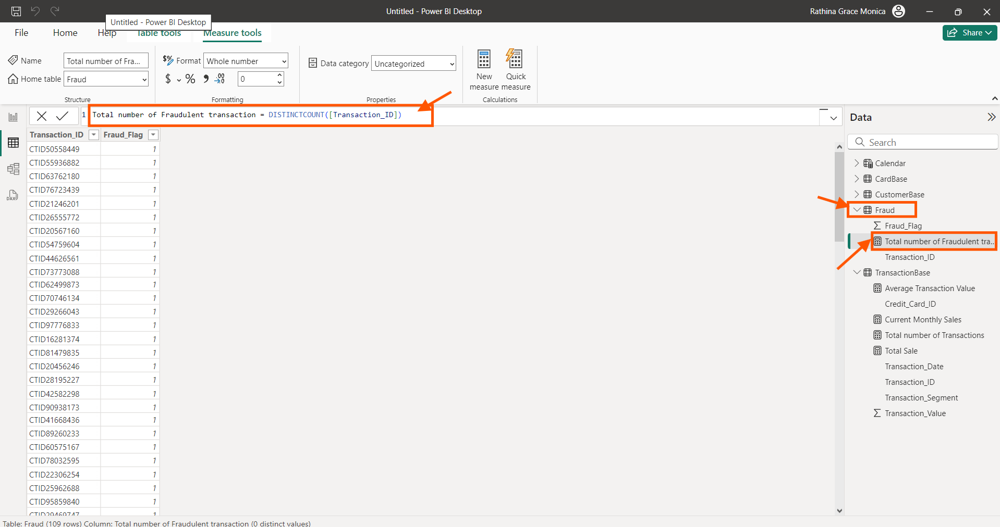 Untitled - Power BI Desktop
Rathina Grace Monica
Untitled - Power BI Desktop
File
Home
Help
Table tools
Measure tools
Share
Name
Total number of Fra...
Home table
Fraud
Structure
Format
Whole number
$
%
,
.00
0
Formatting
Data category
Uncategorized
Properties
New measure
Quick measure
Calculations
1
Total number of Fraudulent transaction = DISTINCTCOUNT([Transaction_ID])
Transaction_ID Fraud_Flag
CTID50558449 1
CTID55936882 1
CTID63762180 1
CTID76723439 1
CTID21246201 1
CTID26555772 1
CTID20567160 1
CTID54759604 1
CTID44626561 1
CTID73773088 1
CTID62499873 1
CTID70746134 1
CTID29266043 1
CTID97776833 1
CTID16281374 1
CTID81479835 1
CTID20456246 1
CTID28195227 1
CTID42582298 1
CTID90938173 1
CTID41668436 1
CTID89260233 1
CTID60575167 1
CTID78032595 1
CTID22306254 1
CTID25962688 1
CTID95859840 1
CTID29469747 1
DAX
Data
Search
Calendar
CardBase
CustomerBase
Fraud
Fraud_Flag
Total number of Fraudulent tra...
Transaction_ID
TransactionBase
Average Transaction Value
Credit_Card_ID
Current Monthly Sales
Total number of Transactions
Total Sale
Transaction_Date
Transaction_ID
Transaction_Segment
Transaction_Value
Table: Fraud (109 rows) Column: Total number of Fraudulent transaction (0 distinct values)